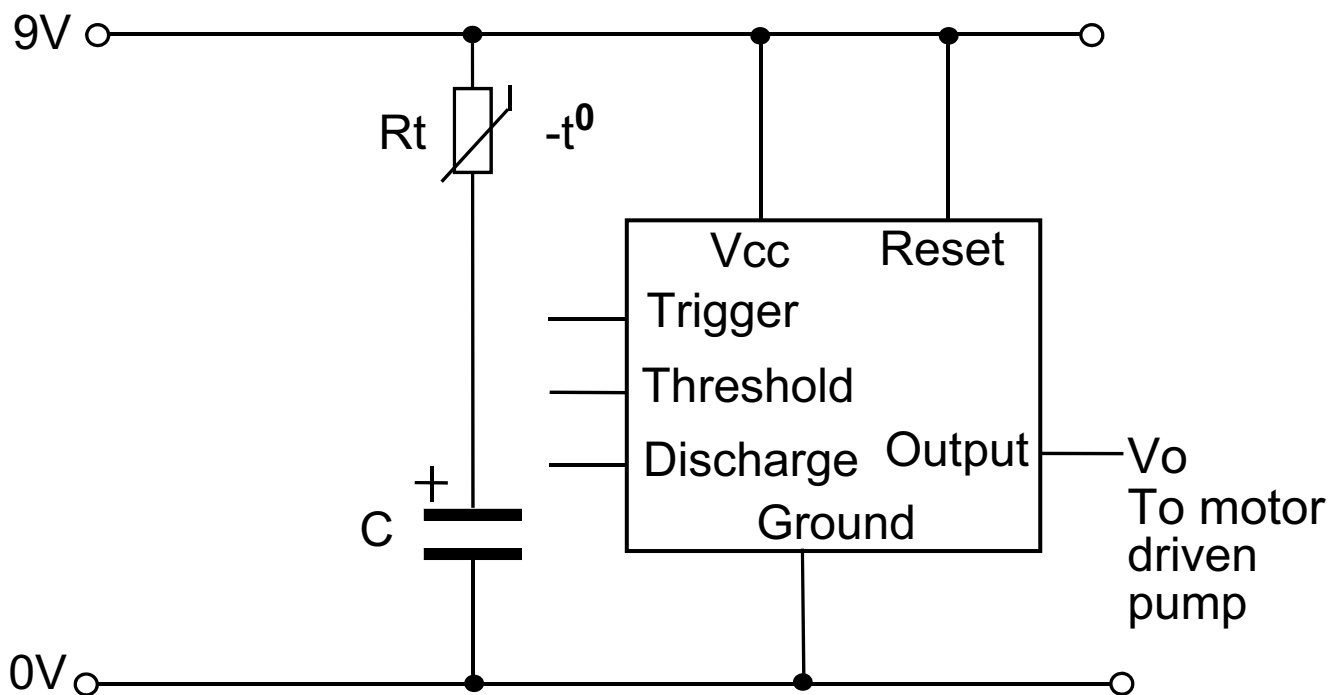 9V
Rt
-t⁰
Vcc
Reset
Trigger
Threshold
Discharge
Output
Ground
+
C
Vo
To motor
driven
pump
0V